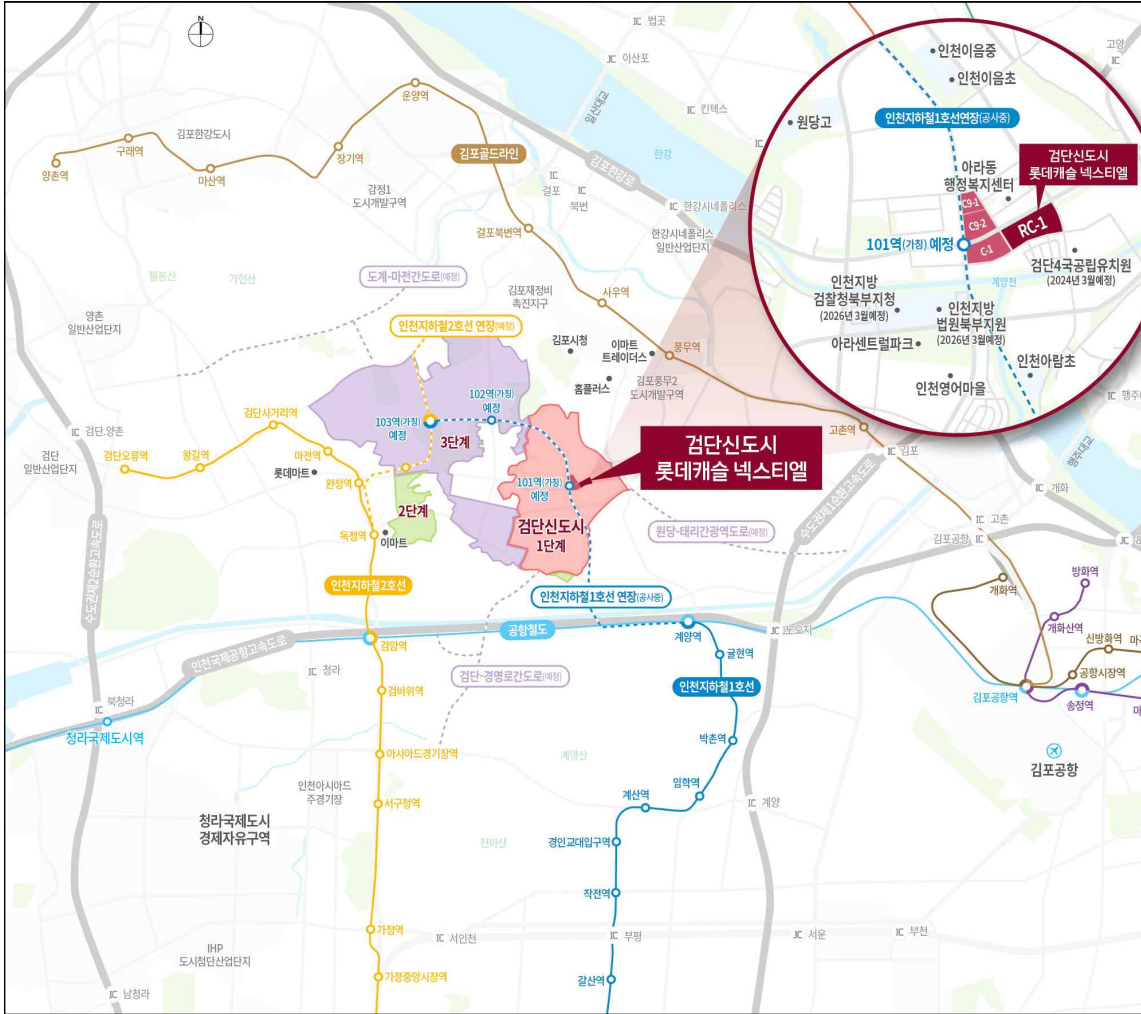 N
IC 법곳
JC 이산포
IC 킨텍스
일산대교
한강
운양역
김포한강도시
구래역
양촌역
마산역
장기역
김포골드라인
김포한강로
감정1
도시개발구역
IC
걸포
IC
북변
걸포북변역
IC 한강시네폴리스
한강시네폴리스
일반산업단지
필봉산
가현산
도계-마전간도로(예정)
김포재정비
촉진지구
사우역
양촌
일반산업단지
인천지하철2호선 연장(예정)
김포시청
이마트
트레이더스
풍무역
홈플러스
김포풍무2
도시개발구역
102역(가칭)
예정
103역(가칭)
예정
3단계
검단사거리역
마전역
IC 검단.양촌
검단
일반산업단지
검단오류역
왕길역
롯데마트
완정역
2단계
101역(가칭)
예정
검단신도시
1단계
검단신도시
롯데캐슬 넥스티엘
고촌역
IC 김포
독정역
이마트
원당-태리간광역도로(예정)
수도권제1순환고속도로
수도권제2순환고속도로
IC 개화
IC 고촌
김포공항 IC
행주대교
인천지하철2호선
인천지하철1호선 연장(공사중)
공항철도
인천국제공항고속도로
검암역
계양역
JC 노오지
귤현역
IC 청라
검단-경명로간도로(예정)
개화역
방화역
개화산역
신방화역
공항시장역
김포공항역
송정역
IC 북청라
청라국제도시역
검바위역
인천지하철1호선
아시아드경기장역
계양산
박촌역
김포공항
인천아시아드
주경기장
서구청역
계산역
임학역
IC 계양
청라국제도시
경제자유구역
천마산
경인교대입구역
작전역
가정역
IC 서인천
IC 부평
IC 서운
IC 부천
IHP
도시첨단산업단지
가정중앙시장역
갈산역
IC 남청라
고양
인천이음중
인천이음초
원당고
인천지하철1호선연장(공사중)
아라동
행정복지센터
검단신도시
롯데캐슬 넥스티엘
C9-1
C9-2
RC-1
C-1
101역(가칭) 예정
검단4국공립유치원
(2024년 3월예정)
계양천
인천지방
검찰청북부지청
(2026년 3월예정)
인천지방
법원북부지원
(2026년 3월예정)
아라센트럴파크
인천아람초
인천영어마을